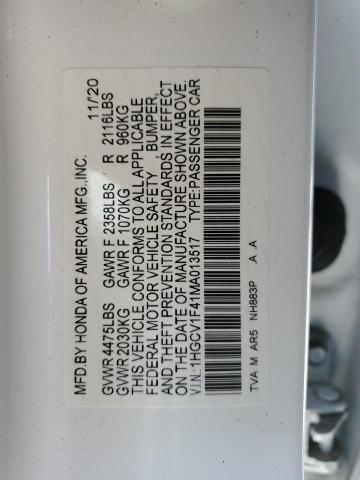 MFD.BY HONDA OF AMERICA MFG.,INC. 11/20
GVWR 4475LBS GAWR F 2358LBS R 2116LBS
GVWR 2030KG GAWR F 1070KG R 960KG
THIS VEHICLE CONFORMS TO ALL APPLICABLE
FEDERAL MOTOR VEHICLE SAFETY , BUMPER,
AND THEFT PREVENTION STANDARDS IN EFFECT
ON THE DATE OF MANUFACTURE SHOWN ABOVE.
V.I.N.:1HGCV1F41MA013517 TYPE:PASSENGER CAR
TVA M AR5 NH883P .A .A